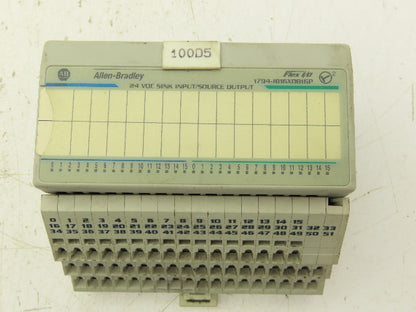 100D5
AB Allen-Bradley Flex I/O
24 VDC SINK INPUT/SOURCE OUTPUT 1794-IB16XOB16P
0 1 2 3 4 5 6 7 8 9 10 11 12 13 14 15 0 1 2 3 4 5 6 7 8 9 10 11 12 13 14 15
0 1 2 3 4 5 6 7 8 9 10 11 12 13 14 15
16 17 18 19 20 21 22 23 24 25 26 27 28 29 30 31 32 33
34 35 36 37 38 39 40 41 42 43 44 45 46 47 48 49 50 51